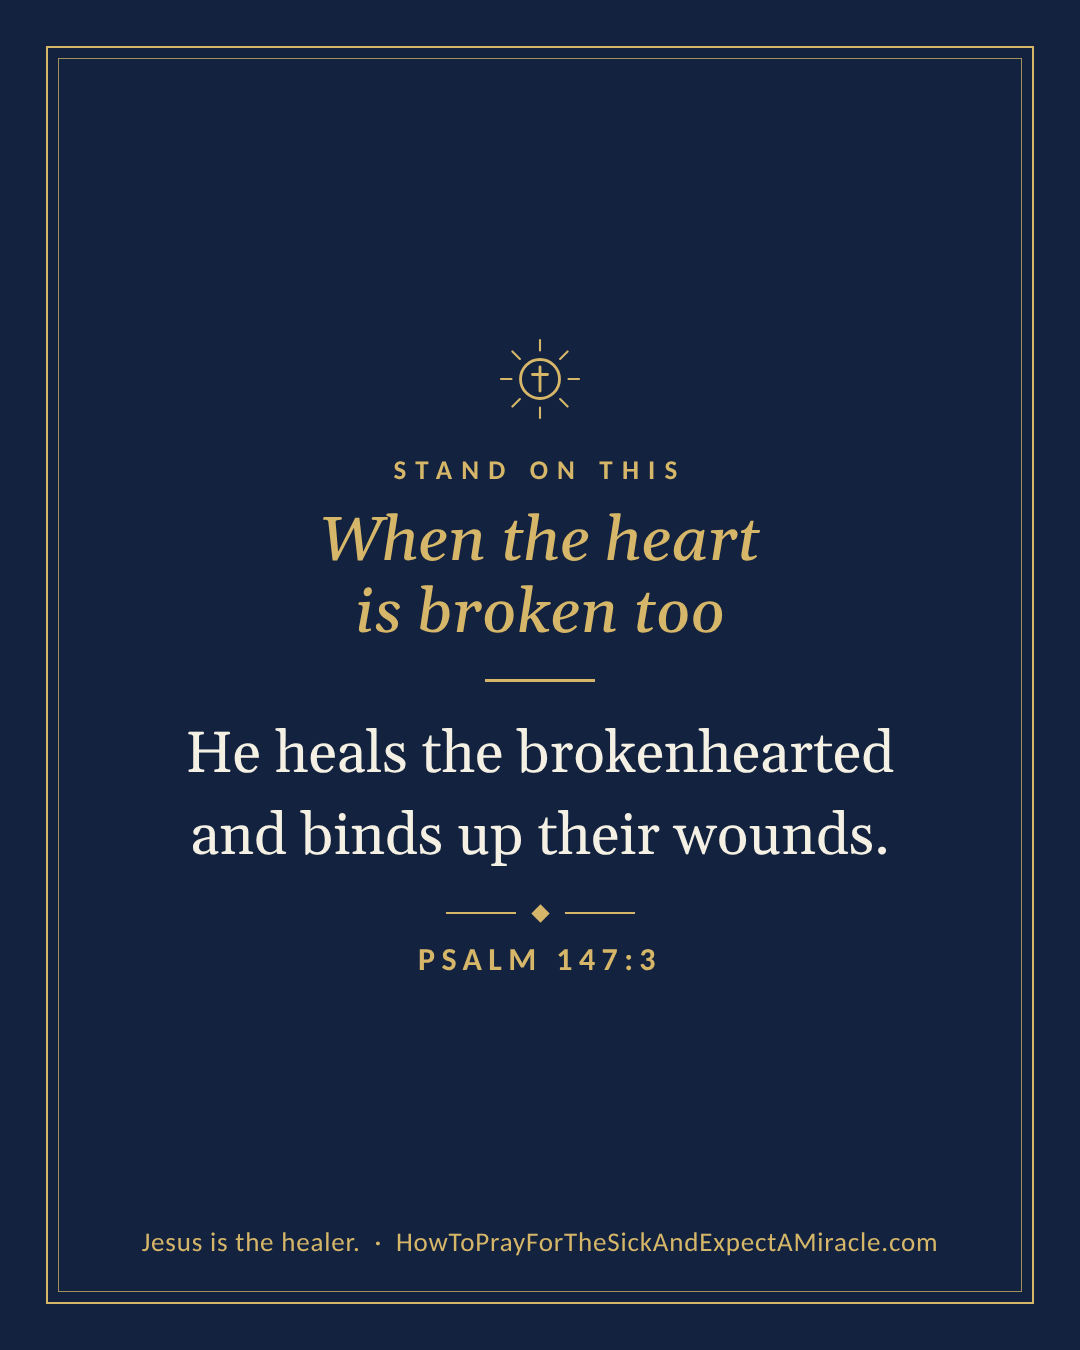 STAND ON THIS
When the heart
is broken too
He heals the brokenhearted
and binds up their wounds.
PSALM 147:3
Jesus is the healer. · HowToPrayForTheSickAndExpectAMiracle.com